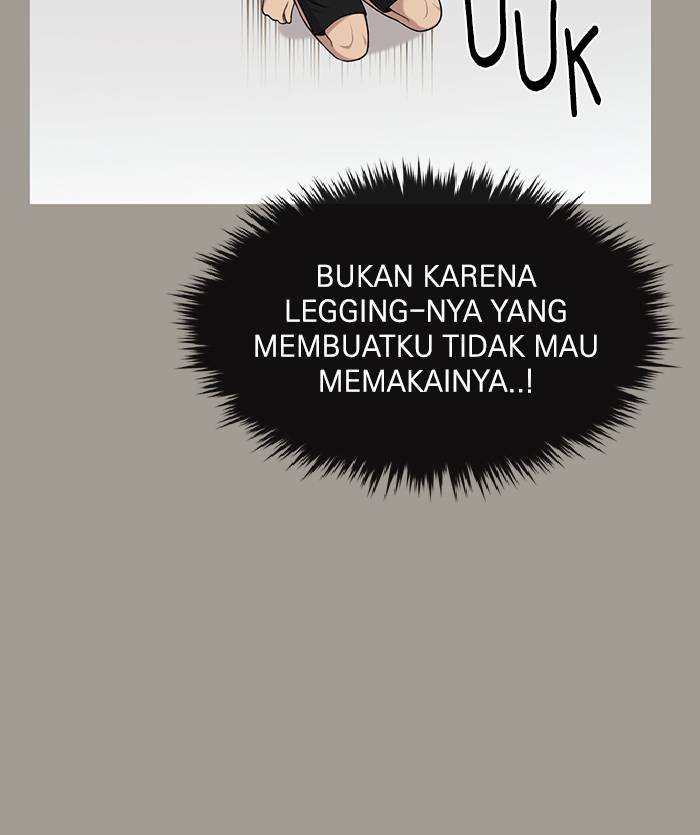 UUK
BUKAN KARENA
LEGGING-NYA YANG
MEMBUATKU TIDAK MAU
MEMAKAINYA..!